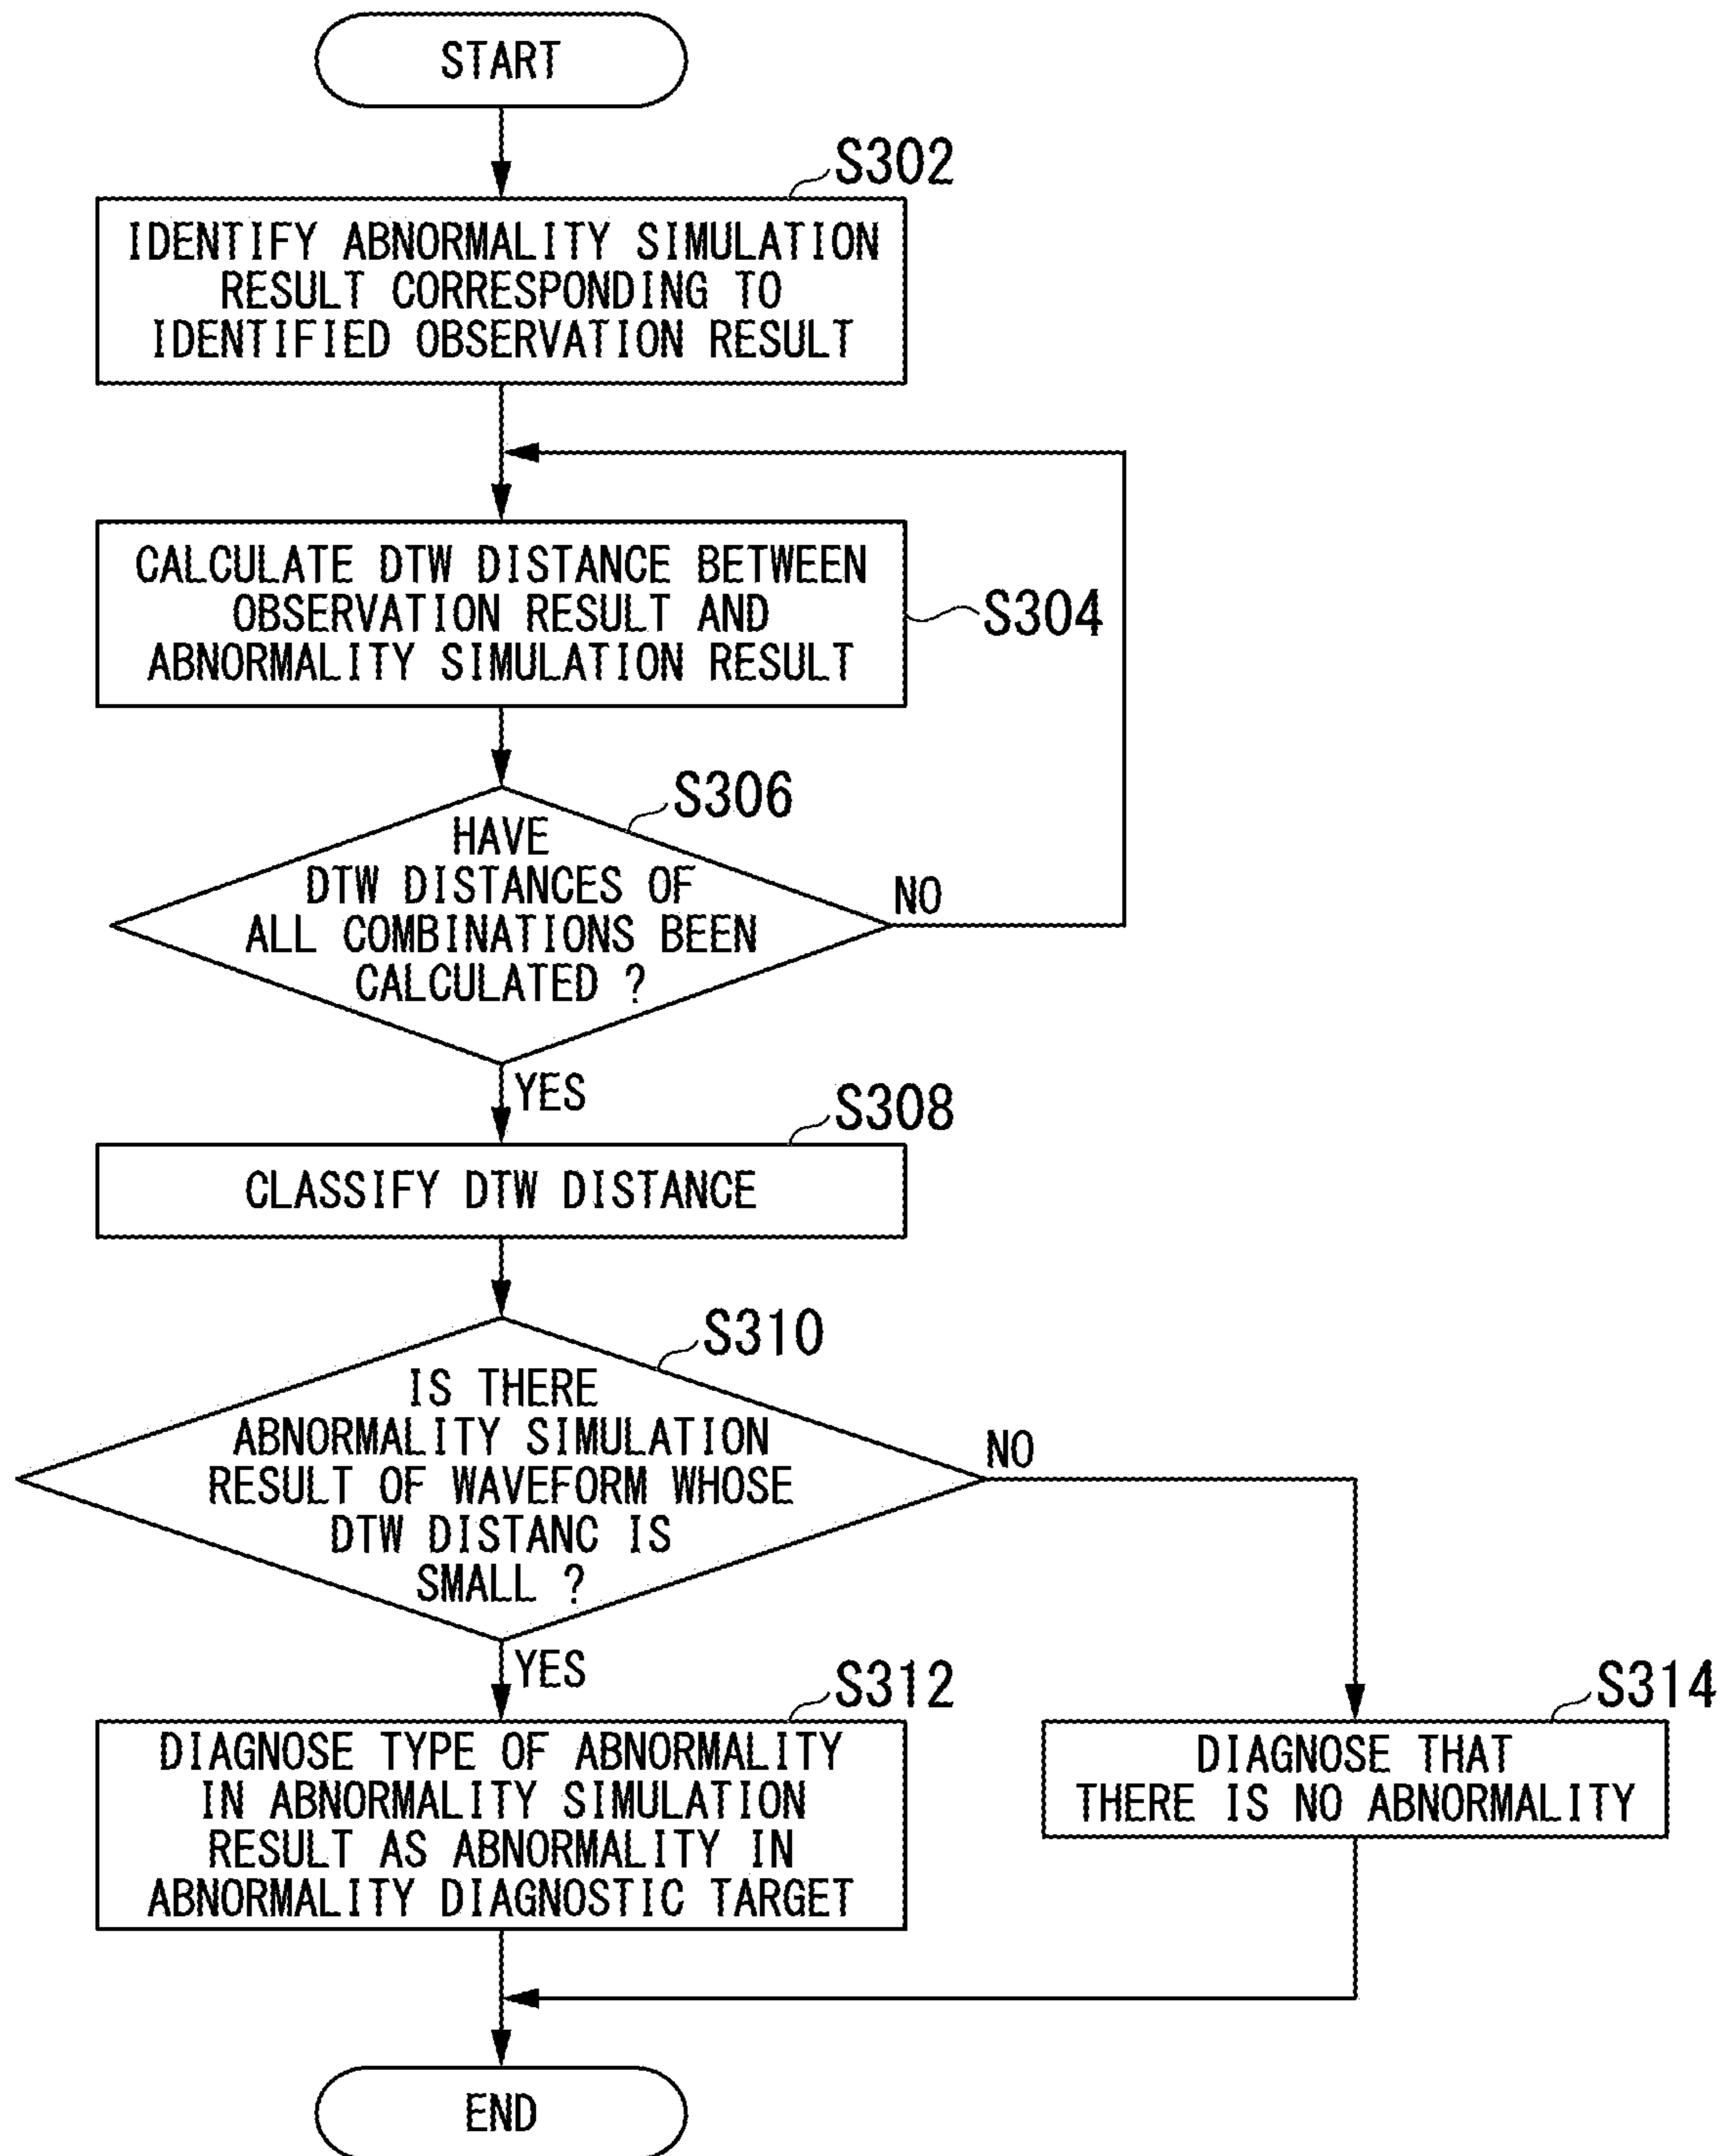 START
S302
IDENTIFY ABNORMALITY SIMULATION
RESULT CORRESPONDING TO
IDENTIFIED OBSERVATION RESULT
CALCULATE DTW DISTANCE BETWEEN
OBSERVATION RESULT AND
ABNORMALITY SIMULATION RESULT
S304
S306
HAVE
DTW DISTANCES OF
ALL COMBINATIONS BEEN
CALCULATED ?
NO
YES
S308
CLASSIFY DTW DISTANCE
S310
IS THERE
ABNORMALITY SIMULATION
RESULT OF WAVEFORM WHOSE
DTW DISTANC IS
SMALL ?
NO
YES
S312
DIAGNOSE TYPE OF ABNORMALITY
IN ABNORMALITY SIMULATION
RESULT AS ABNORMALITY IN
ABNORMALITY DIAGNOSTIC TARGET
S314
DIAGNOSE THAT
THERE IS NO ABNORMALITY
END